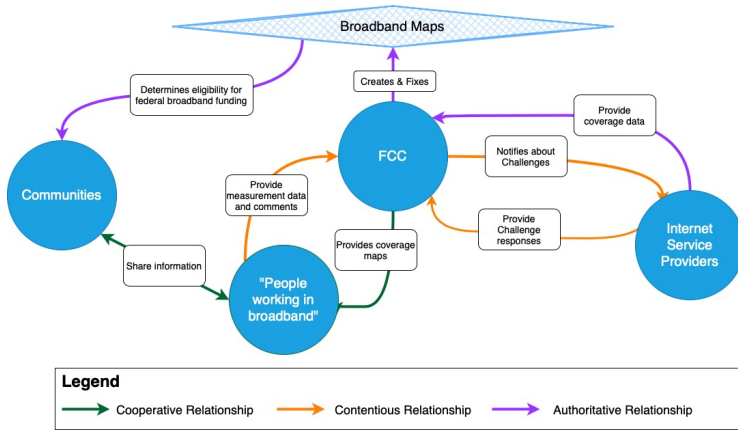 Broadband Maps
Creates & Fixes
Determines eligibility for
federal broadband funding
Provide
coverage data
FCC
Notifies about
Challenges
Communities
Provide
measurement data
and comments
Provide
Challenge
responses
Internet
Service
Providers
Provides coverage
maps
Share information
"People
working in
broadband"
Legend
Cooperative Relationship
Contentious Relationship
Authoritative Relationship